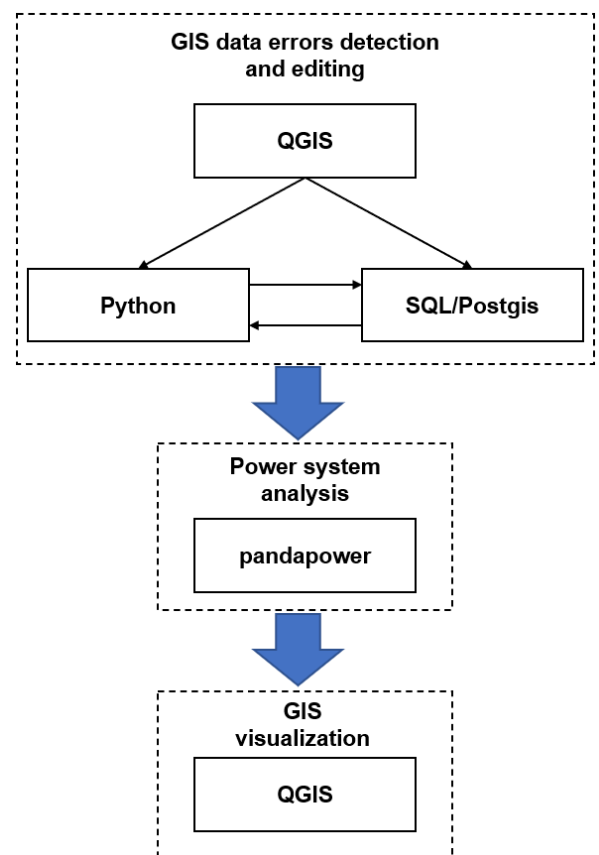 GIS data errors detection
and editing
QGIS
Python
SQL/Postgis
Power system
analysis
pandapower
GIS
visualization
QGIS